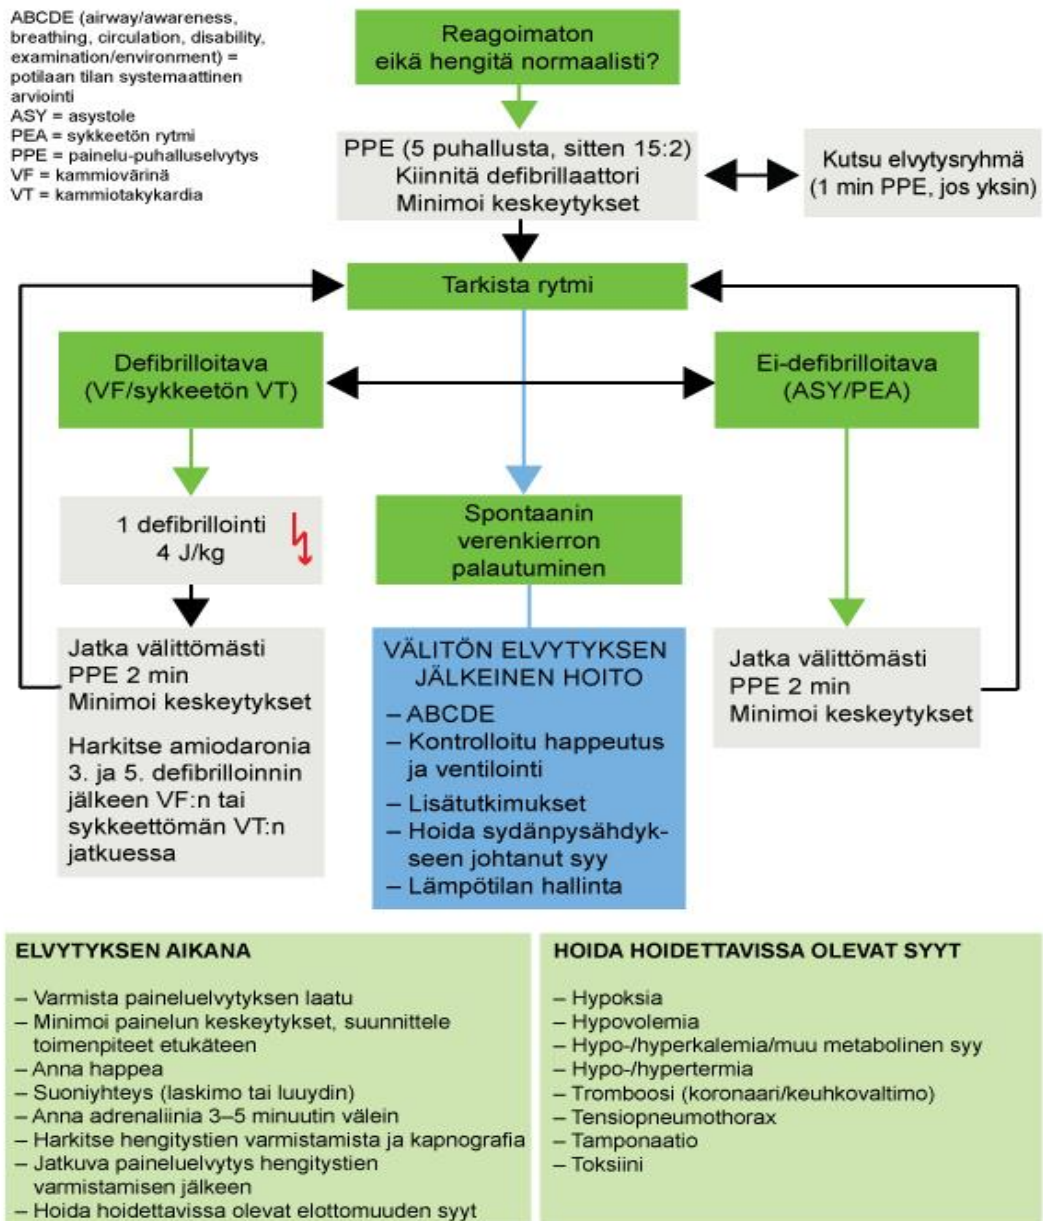 ABCDE (airway/awareness,
breathing, circulation, disability,
examination/environment) =
potilaan tilan systemaattinen
arviointi
ASY = asystole
PEA = sykkeetön rytmi
PPE = painelu-puhalluselvytys
VF = kammiovärinä
VT = kammiotakykardia
Reagoimaton
eikä hengitä normaalisti?
PPE (5 puhallusta, sitten 15:2)
Kiinnitä defibrillaattori
Minimoi keskeytykset
Kutsu elvytysryhmä
(1 min PPE, jos yksin)
Tarkista rytmi
Defibrilloitava
(VF/sykkeetön VT)
Ei-defibrilloitava
(ASY/PEA)
1 defibrillointi
4 J/kg
Spontaanin
verenkierron
palautuminen
Jatka välittömästi
PPE 2 min
Minimoi keskeytykset
Harkitse amiodaronia
3. ja 5. defibrilloinnin
jälkeen VF:n tai
sykkeettömän VT:n
jatkuessa
VÄLITÖN ELVYTYKSEN
JÄLKEINEN HOITO
– ABCDE
– Kontrolloitu happeutus
ja ventilointi
– Lisätutkimukset
– Hoida sydänpysähdyk-
seen johtanut syy
– Lämpötilan hallinta
Jatka välittömästi
PPE 2 min
Minimoi keskeytykset
ELVYTYKSEN AIKANA
– Varmista paineluelvytyksen laatu
– Minimoi painelun keskeytykset, suunnittele
toimenpiteet etukäteen
– Anna happea
– Suoniyhteys (laskimo tai luuydin)
– Anna adrenaliinia 3–5 minuutin välein
– Harkitse hengitystien varmistamista ja kapnografia
– Jatkuva paineluelvytys hengitystien
varmistamisen jälkeen
– Hoida hoidettavissa olevat elottomuuden syyt
HOIDA HOIDETTAVISSA OLEVAT SYYT
– Hypoksia
– Hypovolemia
– Hypo-/hyperkalemia/muu metabolinen syy
– Hypo-/hypertermia
– Tromboosi (koronaari/keuhkovaltimo)
– Tensiopneumothorax
– Tamponaatio
– Toksiini